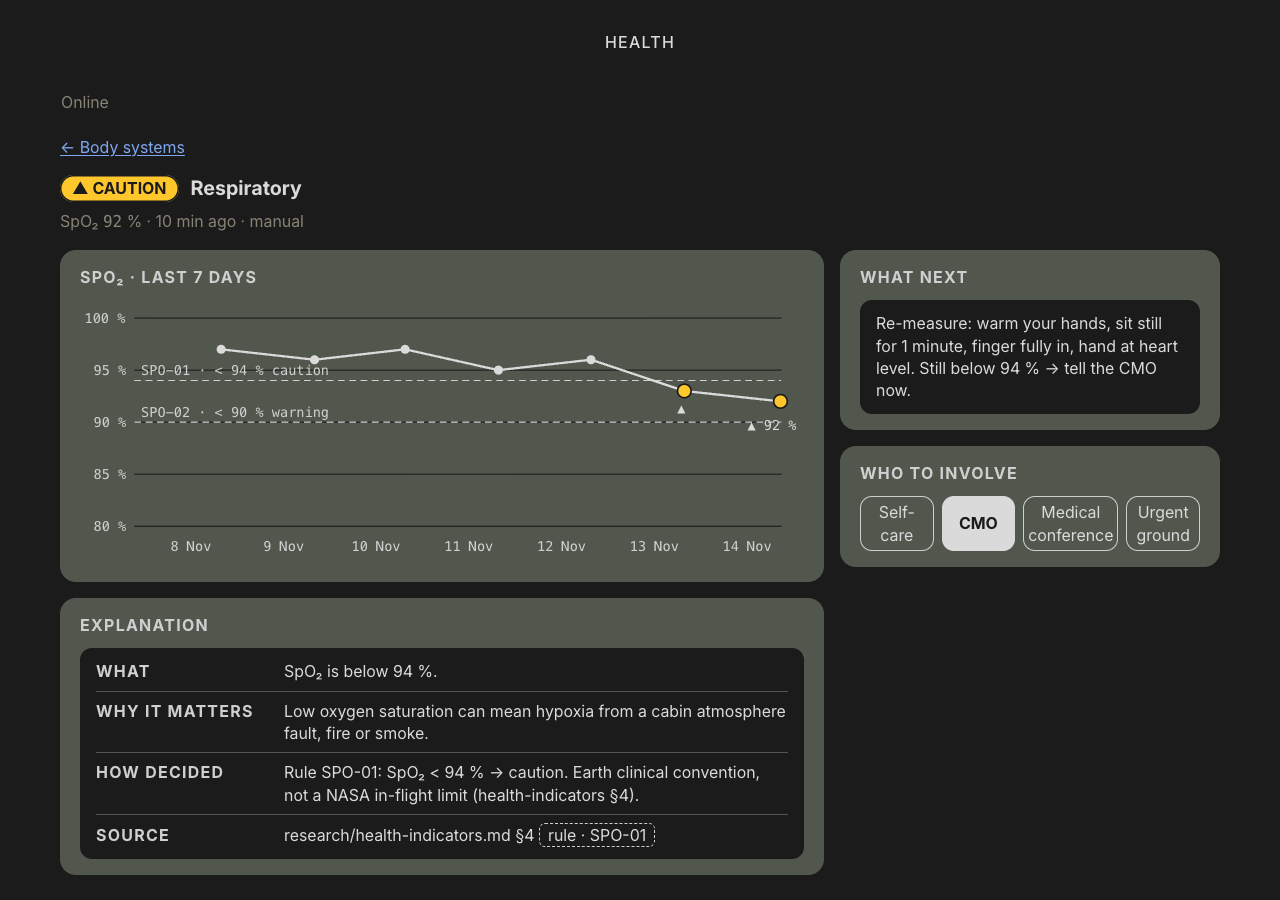 HEALTH
Online
← Body systems
▲ CAUTION Respiratory
SpO₂ 92 % · 10 min ago · manual
SPO₂ · LAST 7 DAYS
100 %
95 %
SPO-01 · < 94 % caution
SPO-02 · < 90 % warning
90 %
▲
▲ 92 %
85 %
80 %
8 Nov 9 Nov 10 Nov 11 Nov 12 Nov 13 Nov 14 Nov
WHAT NEXT
Re-measure: warm your hands, sit still
for 1 minute, finger fully in, hand at heart
level. Still below 94 % → tell the CMO
now.
WHO TO INVOLVE
Self-
care
CMO
Medical
conference
Urgent
ground
EXPLANATION
WHAT SpO₂ is below 94 %.
WHY IT MATTERS Low oxygen saturation can mean hypoxia from a cabin atmosphere
fault, fire or smoke.
HOW DECIDED Rule SPO-01: SpO₂ < 94 % → caution. Earth clinical convention,
not a NASA in-flight limit (health-indicators §4).
SOURCE research/health-indicators.md §4 rule · SPO-01